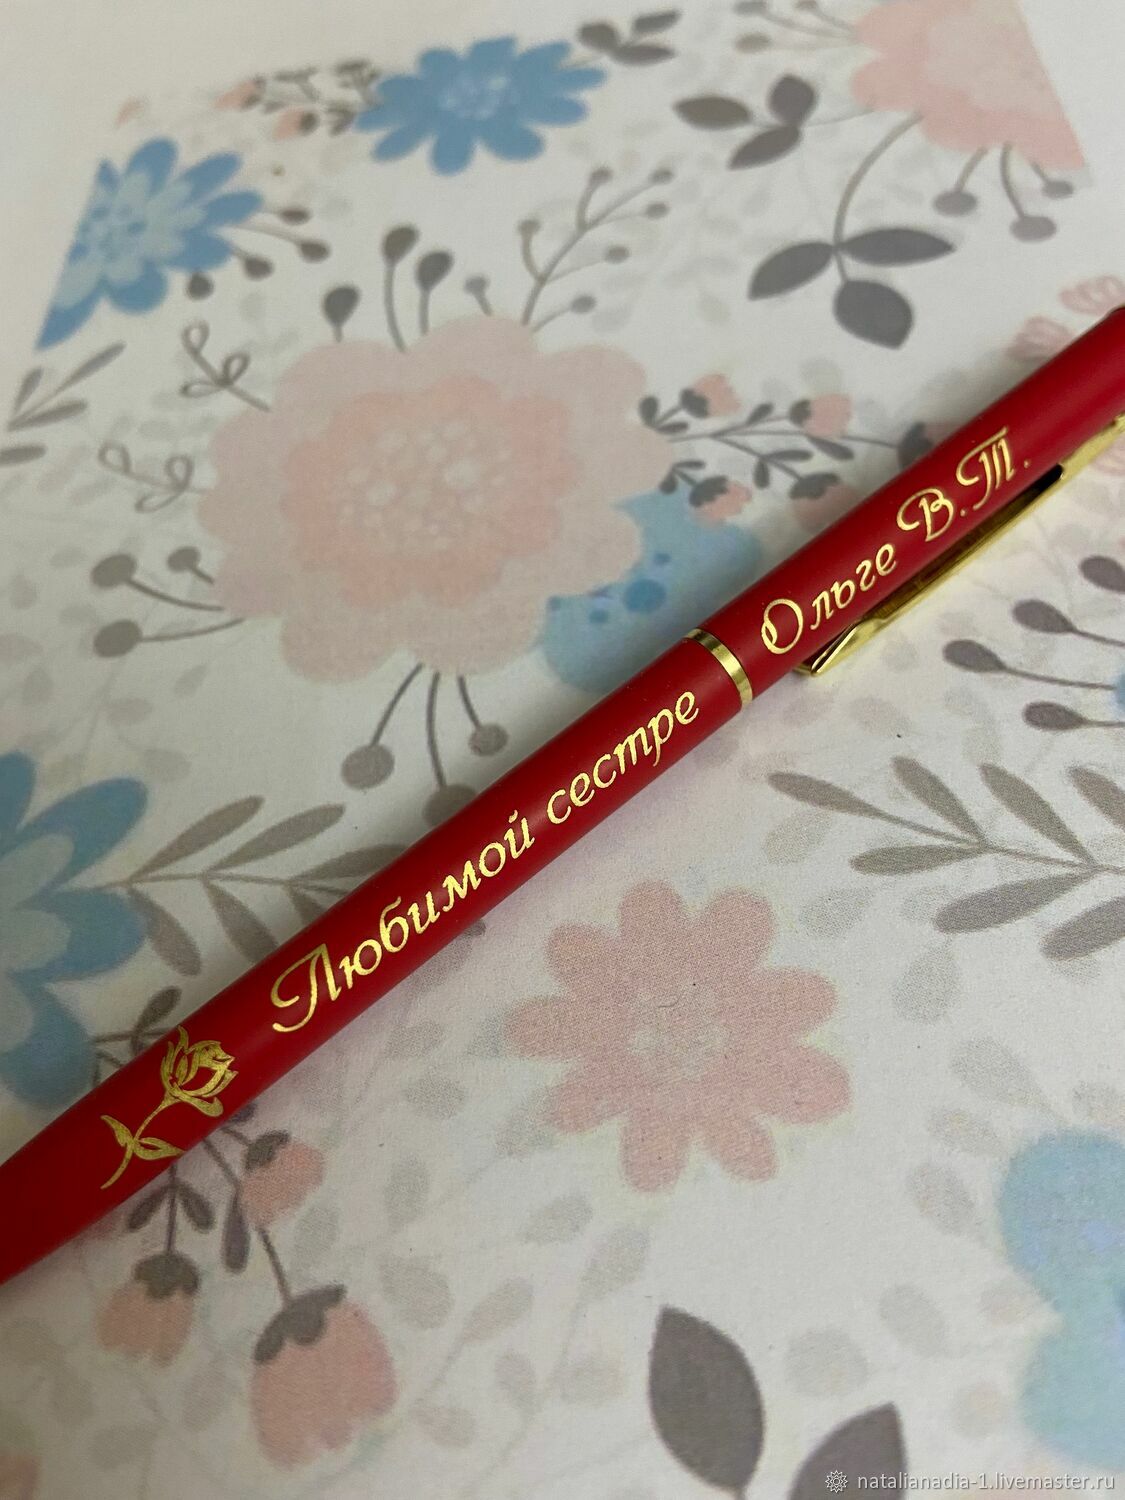 Любимой сестре
Ольге В.Т.
natalianadia-1.livemaster.ru